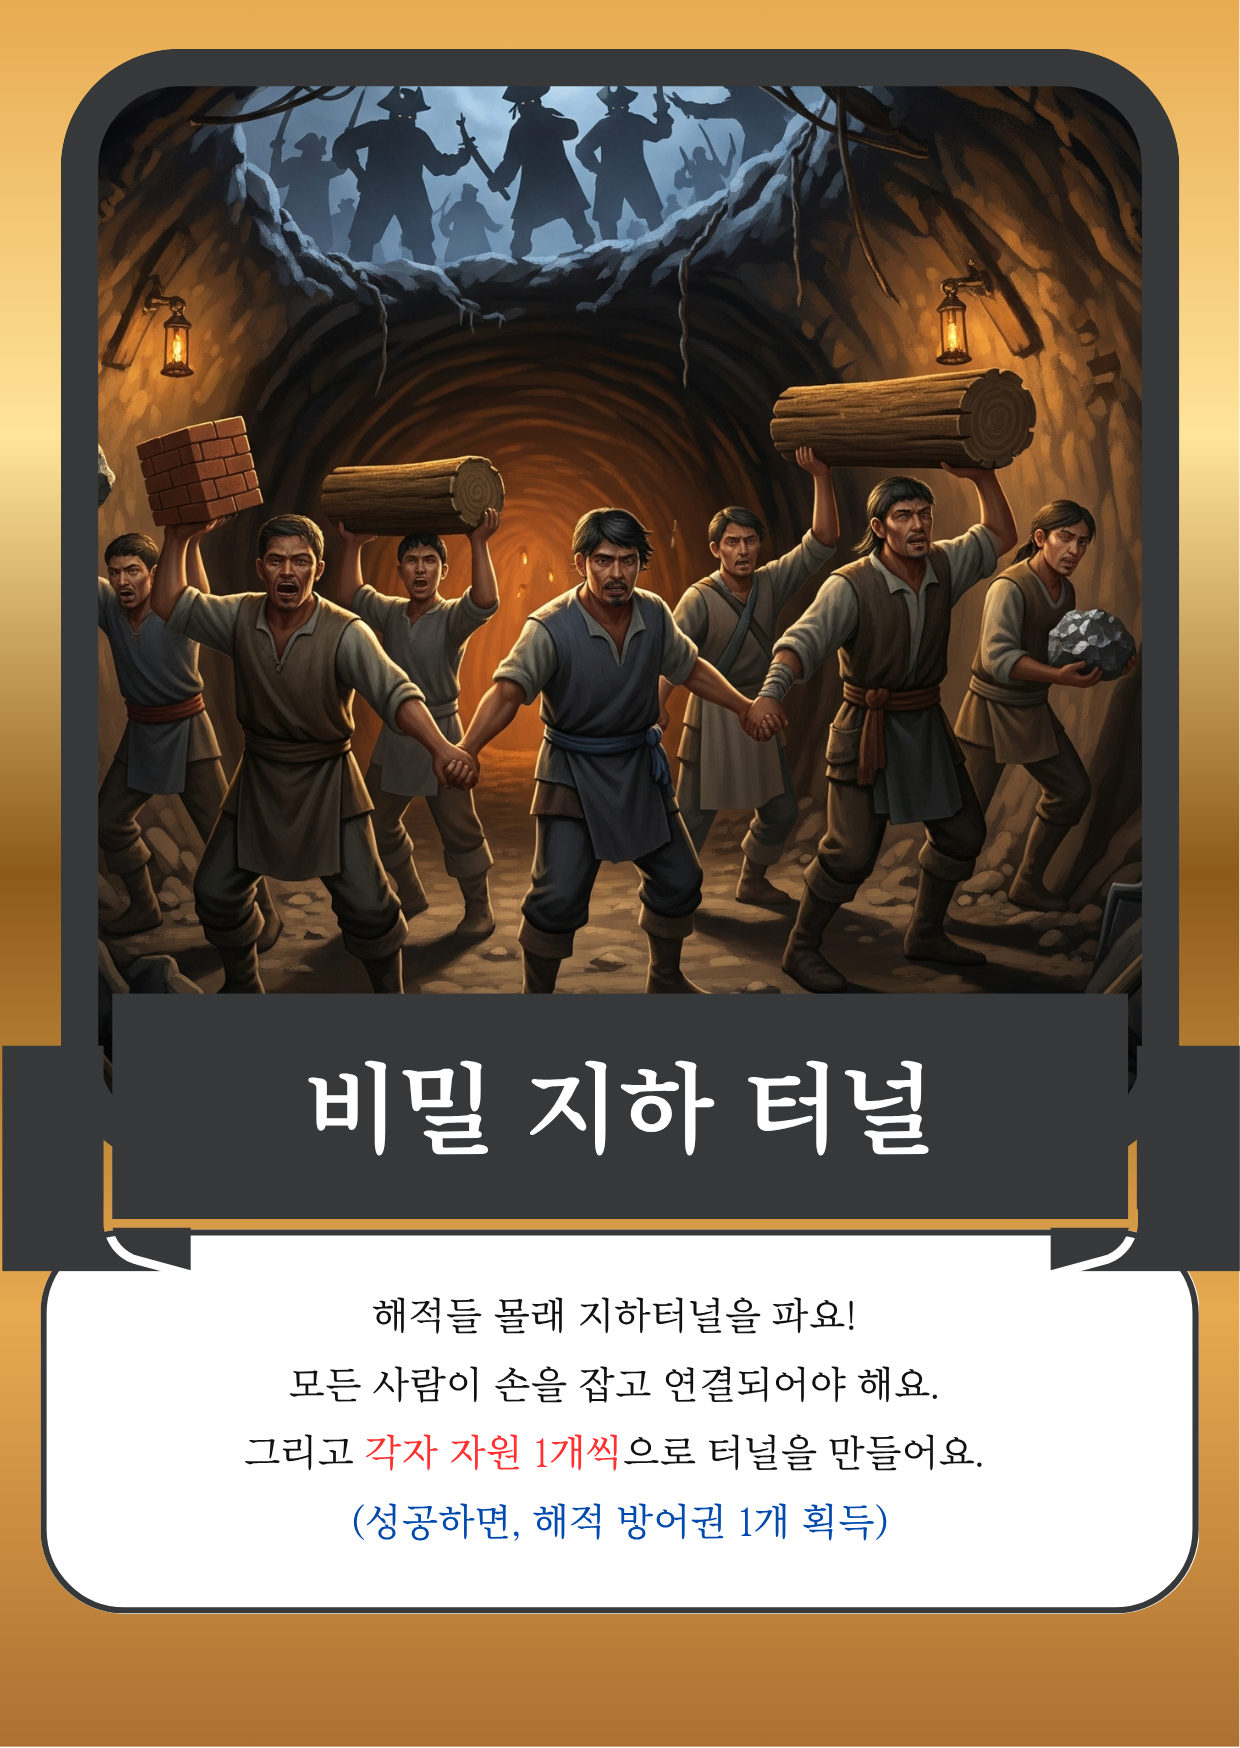 비밀 지하 터널
해적들 몰래 지하터널을 파요!
모든 사람이 손을 잡고 연결되어야 해요.
그리고 각자 자원 1개씩으로 터널을 만들어요.
(성공하면, 해적 방어권 1개 획득)